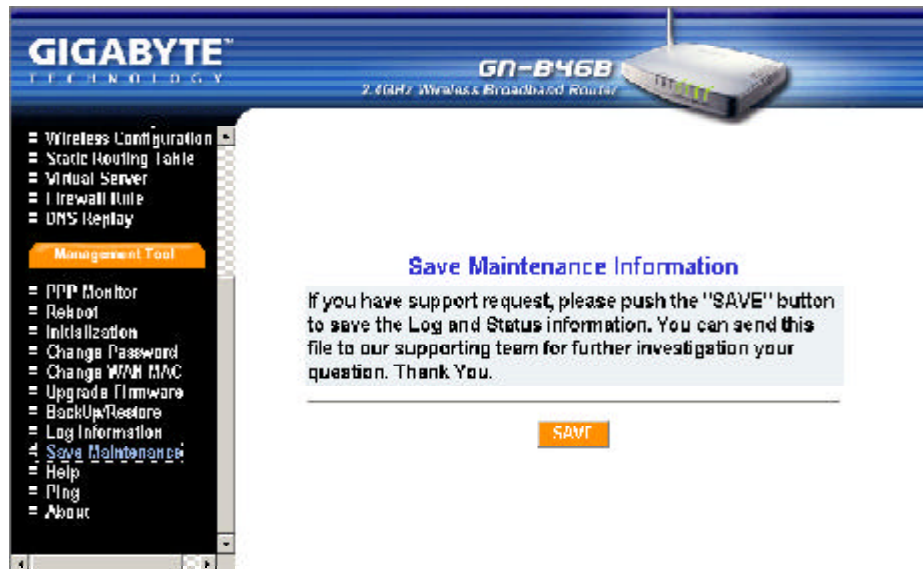 GIGABYTE™
TECHNOLOGY
GN-B46B
2.4GHz Wireless Broadband Router
Wireless Configuration
Static Routing Table
Virtual Server
Firewall Rule
DNS Replay
Management Tool
PPP Monitor
Reboot
Initialization
Change Password
Change WAN MAC
Upgrade Firmware
BackUp/Restore
Log Information
Save Maintenance
Help
Ping
About
Save Maintenance Information
If you have support request, please push the "SAVE" button
to save the Log and Status information. You can send this
file to our supporting team for further investigation your
question. Thank You.
SAVE